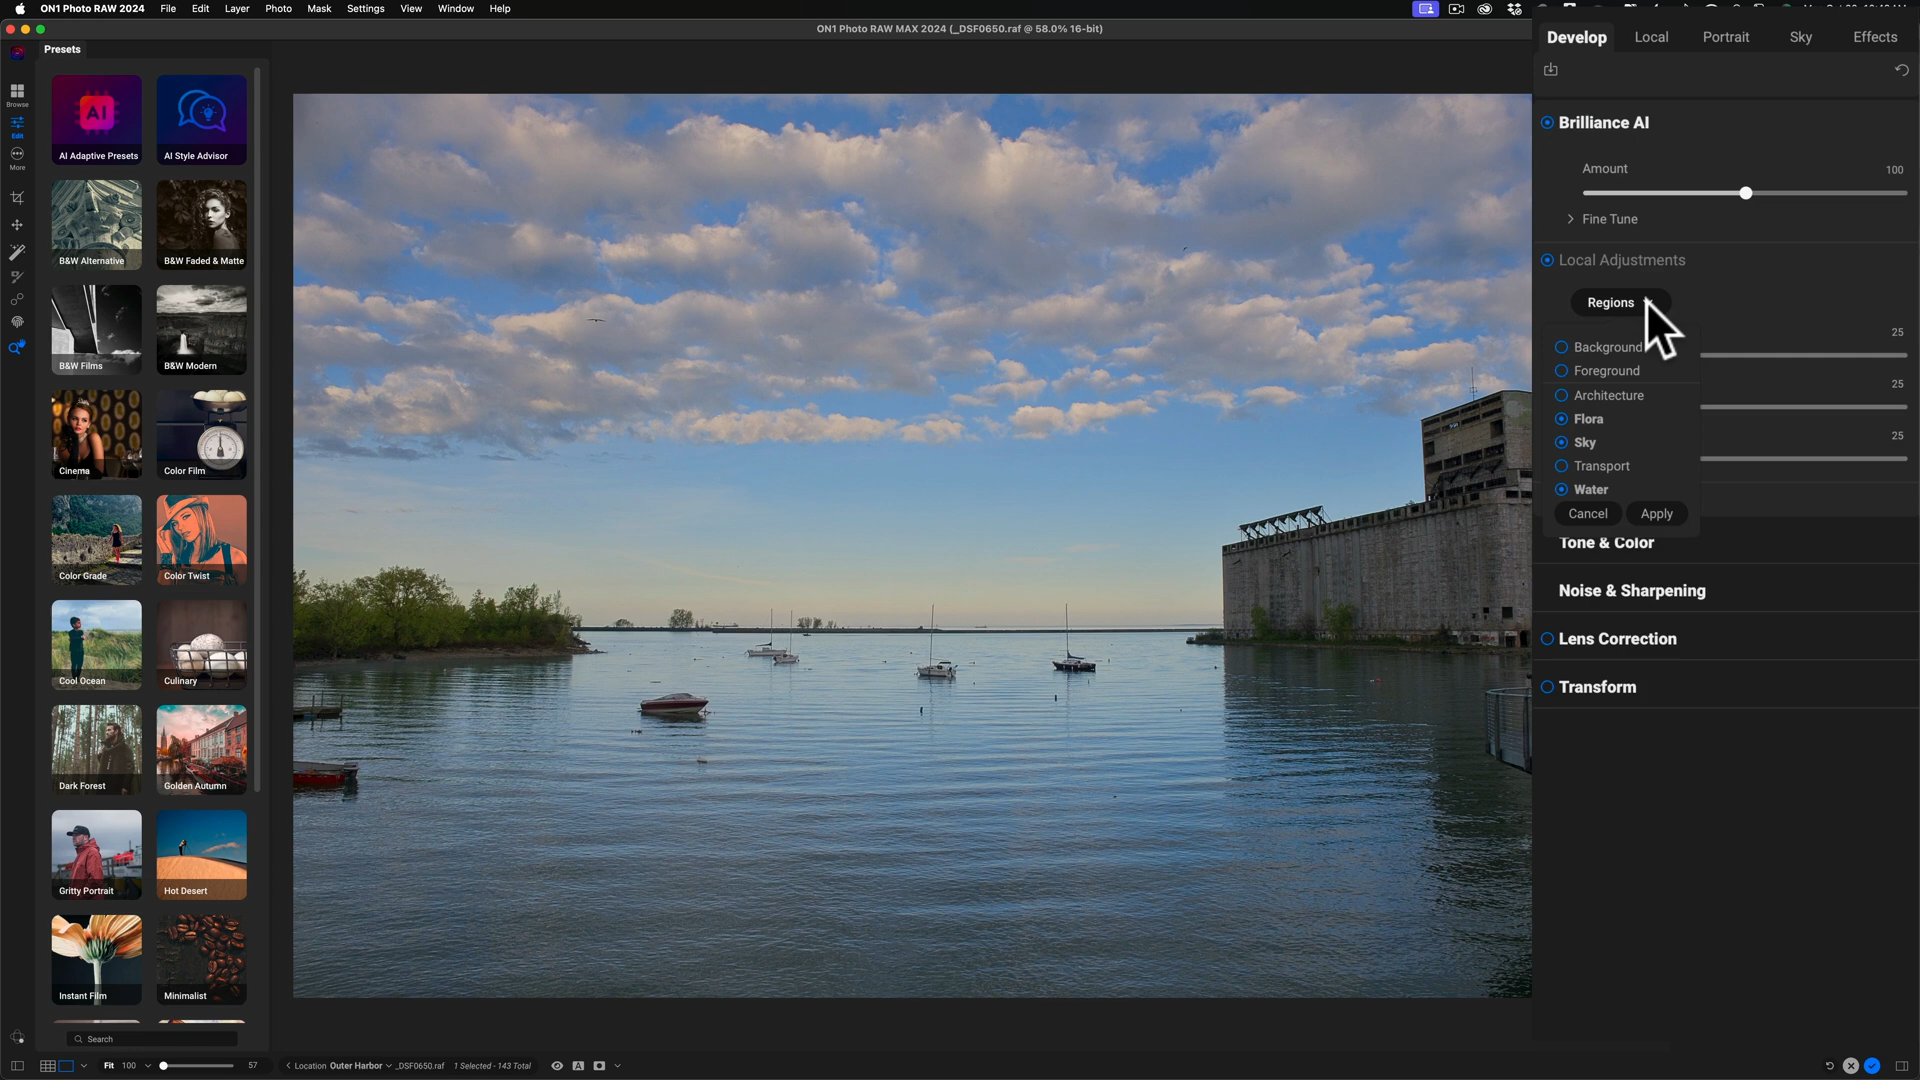 ON1 Photo RAW 2024 File Edit Layer Photo Mask Settings View Window Help
ON1 Photo RAW MAX 2024 (_DSF0650.raf @ 58.0% 16-bit)
Presets
Browse
Edit
More
AI
AI Adaptive Presets
AI Style Advisor
B&W Alternative
B&W Faded & Matte
B&W Films
B&W Modern
Cinema
Color Film
Color Grade
Color Twist
Cool Ocean
Culinary
Dark Forest
Golden Autumn
Gritty Portrait
Hot Desert
Instant Film
Minimalist
Search
Fit 100 57 Location Outer Harbor _DSF0650.raf 1 Selected - 143 Total
Develop Local Portrait Sky Effects
Brilliance AI
Amount 100
Fine Tune
Local Adjustments
Regions
25
Background
Foreground
25
Architecture
Flora
25
Sky
Transport
Water
Cancel Apply
Tone & Color
Noise & Sharpening
Lens Correction
Transform